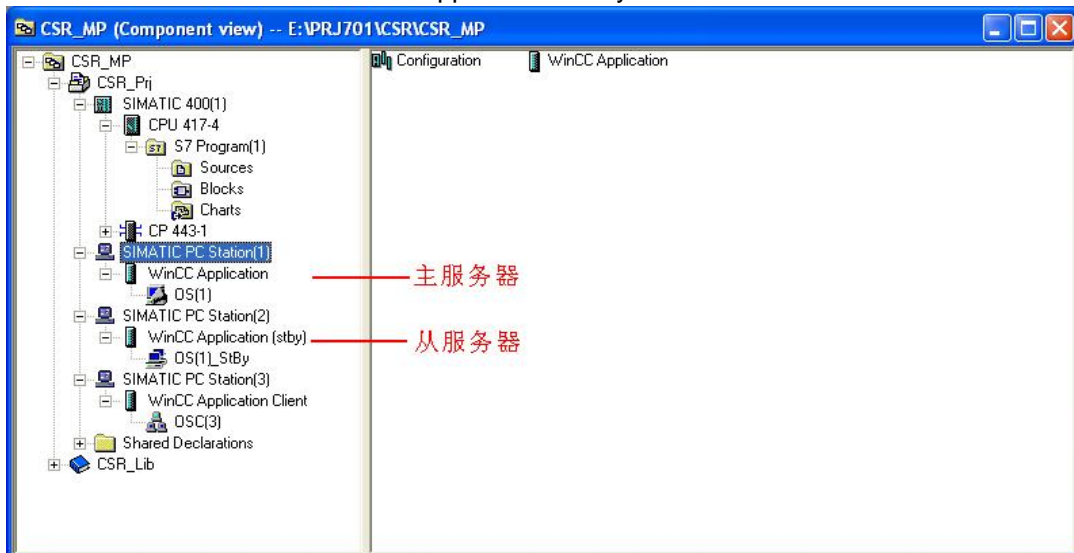 CSR_MP (Component view) -- E:\PRJ701\CSR\CSR_MP
CSR_MP
CSR_Prj
SIMATIC 400(1)
CPU 417-4
S7 Program(1)
Sources
Blocks
Charts
CP 443-1
SIMATIC PC Station(1)
WinCC Application
OS(1)
SIMATIC PC Station(2)
WinCC Application (stby)
OS(1)_StBy
SIMATIC PC Station(3)
WinCC Application Client
OSC(3)
Shared Declarations
CSR_Lib
Configuration WinCC Application
主服务器
从服务器